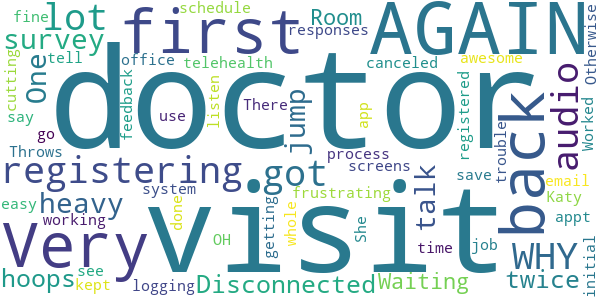 schedule
fine
lot
Room
responses
first
AGAIN
Otherwise
survey
cutting
One
tell
office
telehealth
canceled
awesome
doctor
say
feedback
listen
use
There
jump
app
go
Throws
process
screens
registered
trouble
back
audio
Worked
registering
got
talk
save
email
easy
heavy
system
frustrating
Katy
appt
working
done
getting
whole
She
Very
visit
OH
time
job
WHY
initial
hoops
see
kept
logging
Disconnected
Waiting
twice